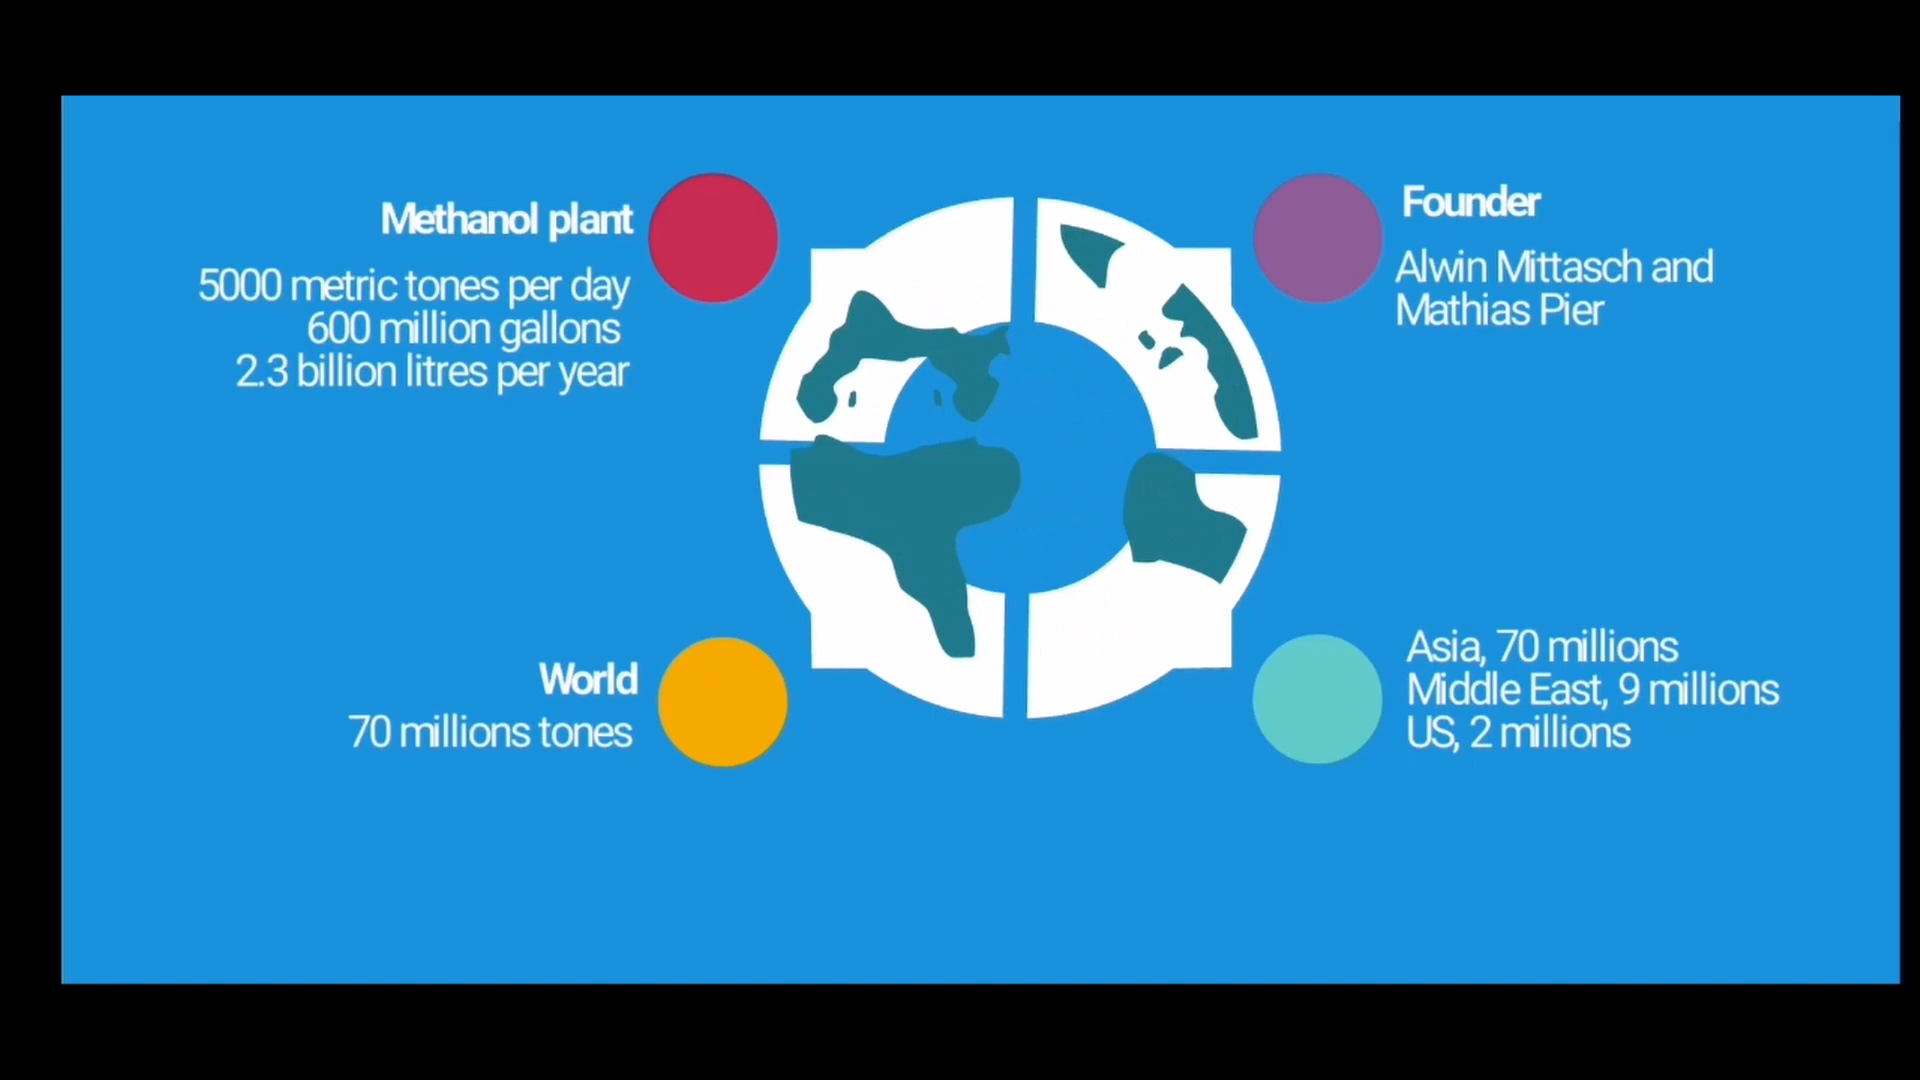 Methanol plant
5000 metric tones per day
600 million gallons
2.3 billion litres per year
Founder
Alwin Mittasch and
Mathias Pier
World
70 millions tones
Asia, 70 millions
Middle East, 9 millions
US, 2 millions